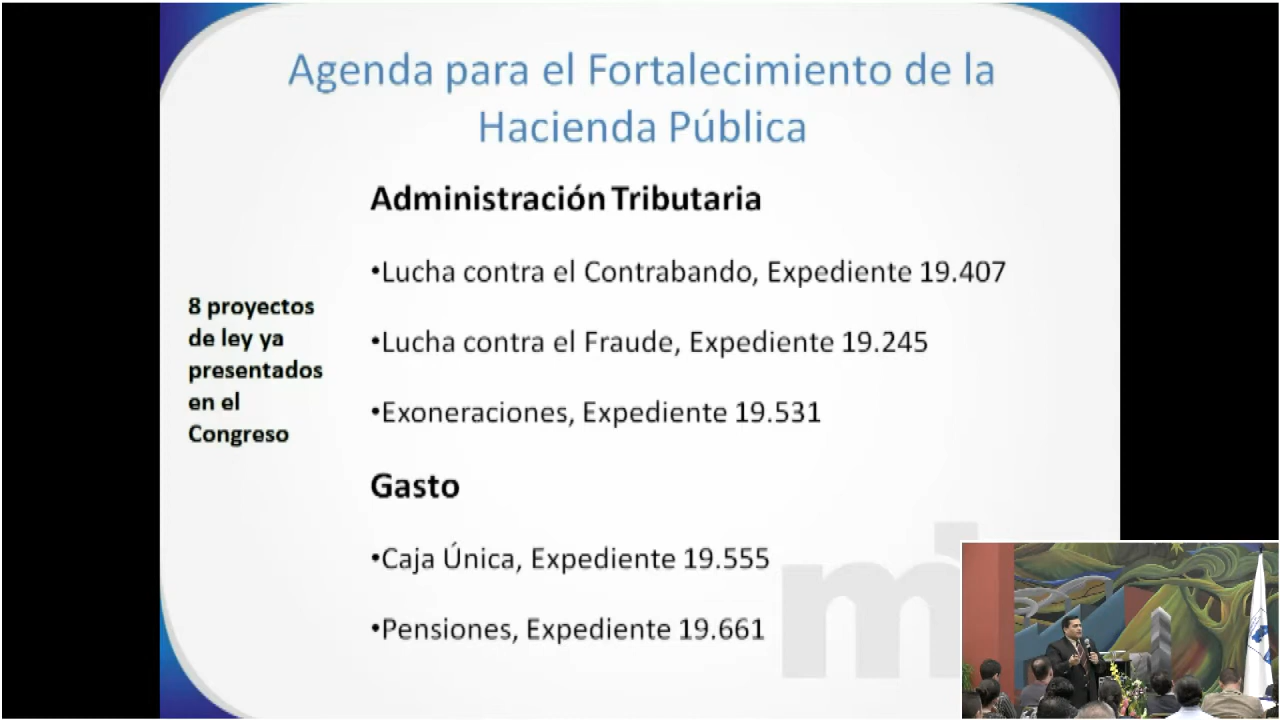 Agenda para el Fortalecimiento de la
Hacienda Pública
Administración Tributaria
•Lucha contra el Contrabando, Expediente 19.407
•Lucha contra el Fraude, Expediente 19.245
•Exoneraciones, Expediente 19.531
8 proyectos
de ley ya
presentados
en el
Congreso
Gasto
•Caja Única, Expediente 19.555
•Pensiones, Expediente 19.661